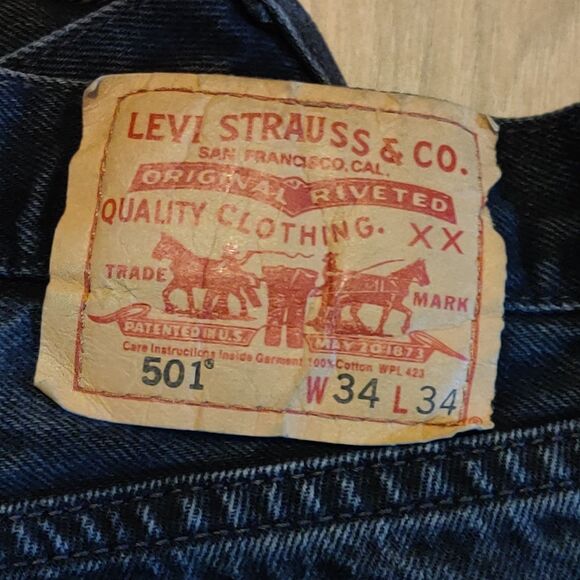 LEVI STRAUSS & CO.
SAN FRANCISCO, CAL.
ORIGINAL RIVETED
QUALITY CLOTHING. XX
TRADE MARK
PATENTED IN U.S. MAY 20 1873
Care Instructions Inside Garment 100% Cotton WPL 423
501® W 34 L 34
®